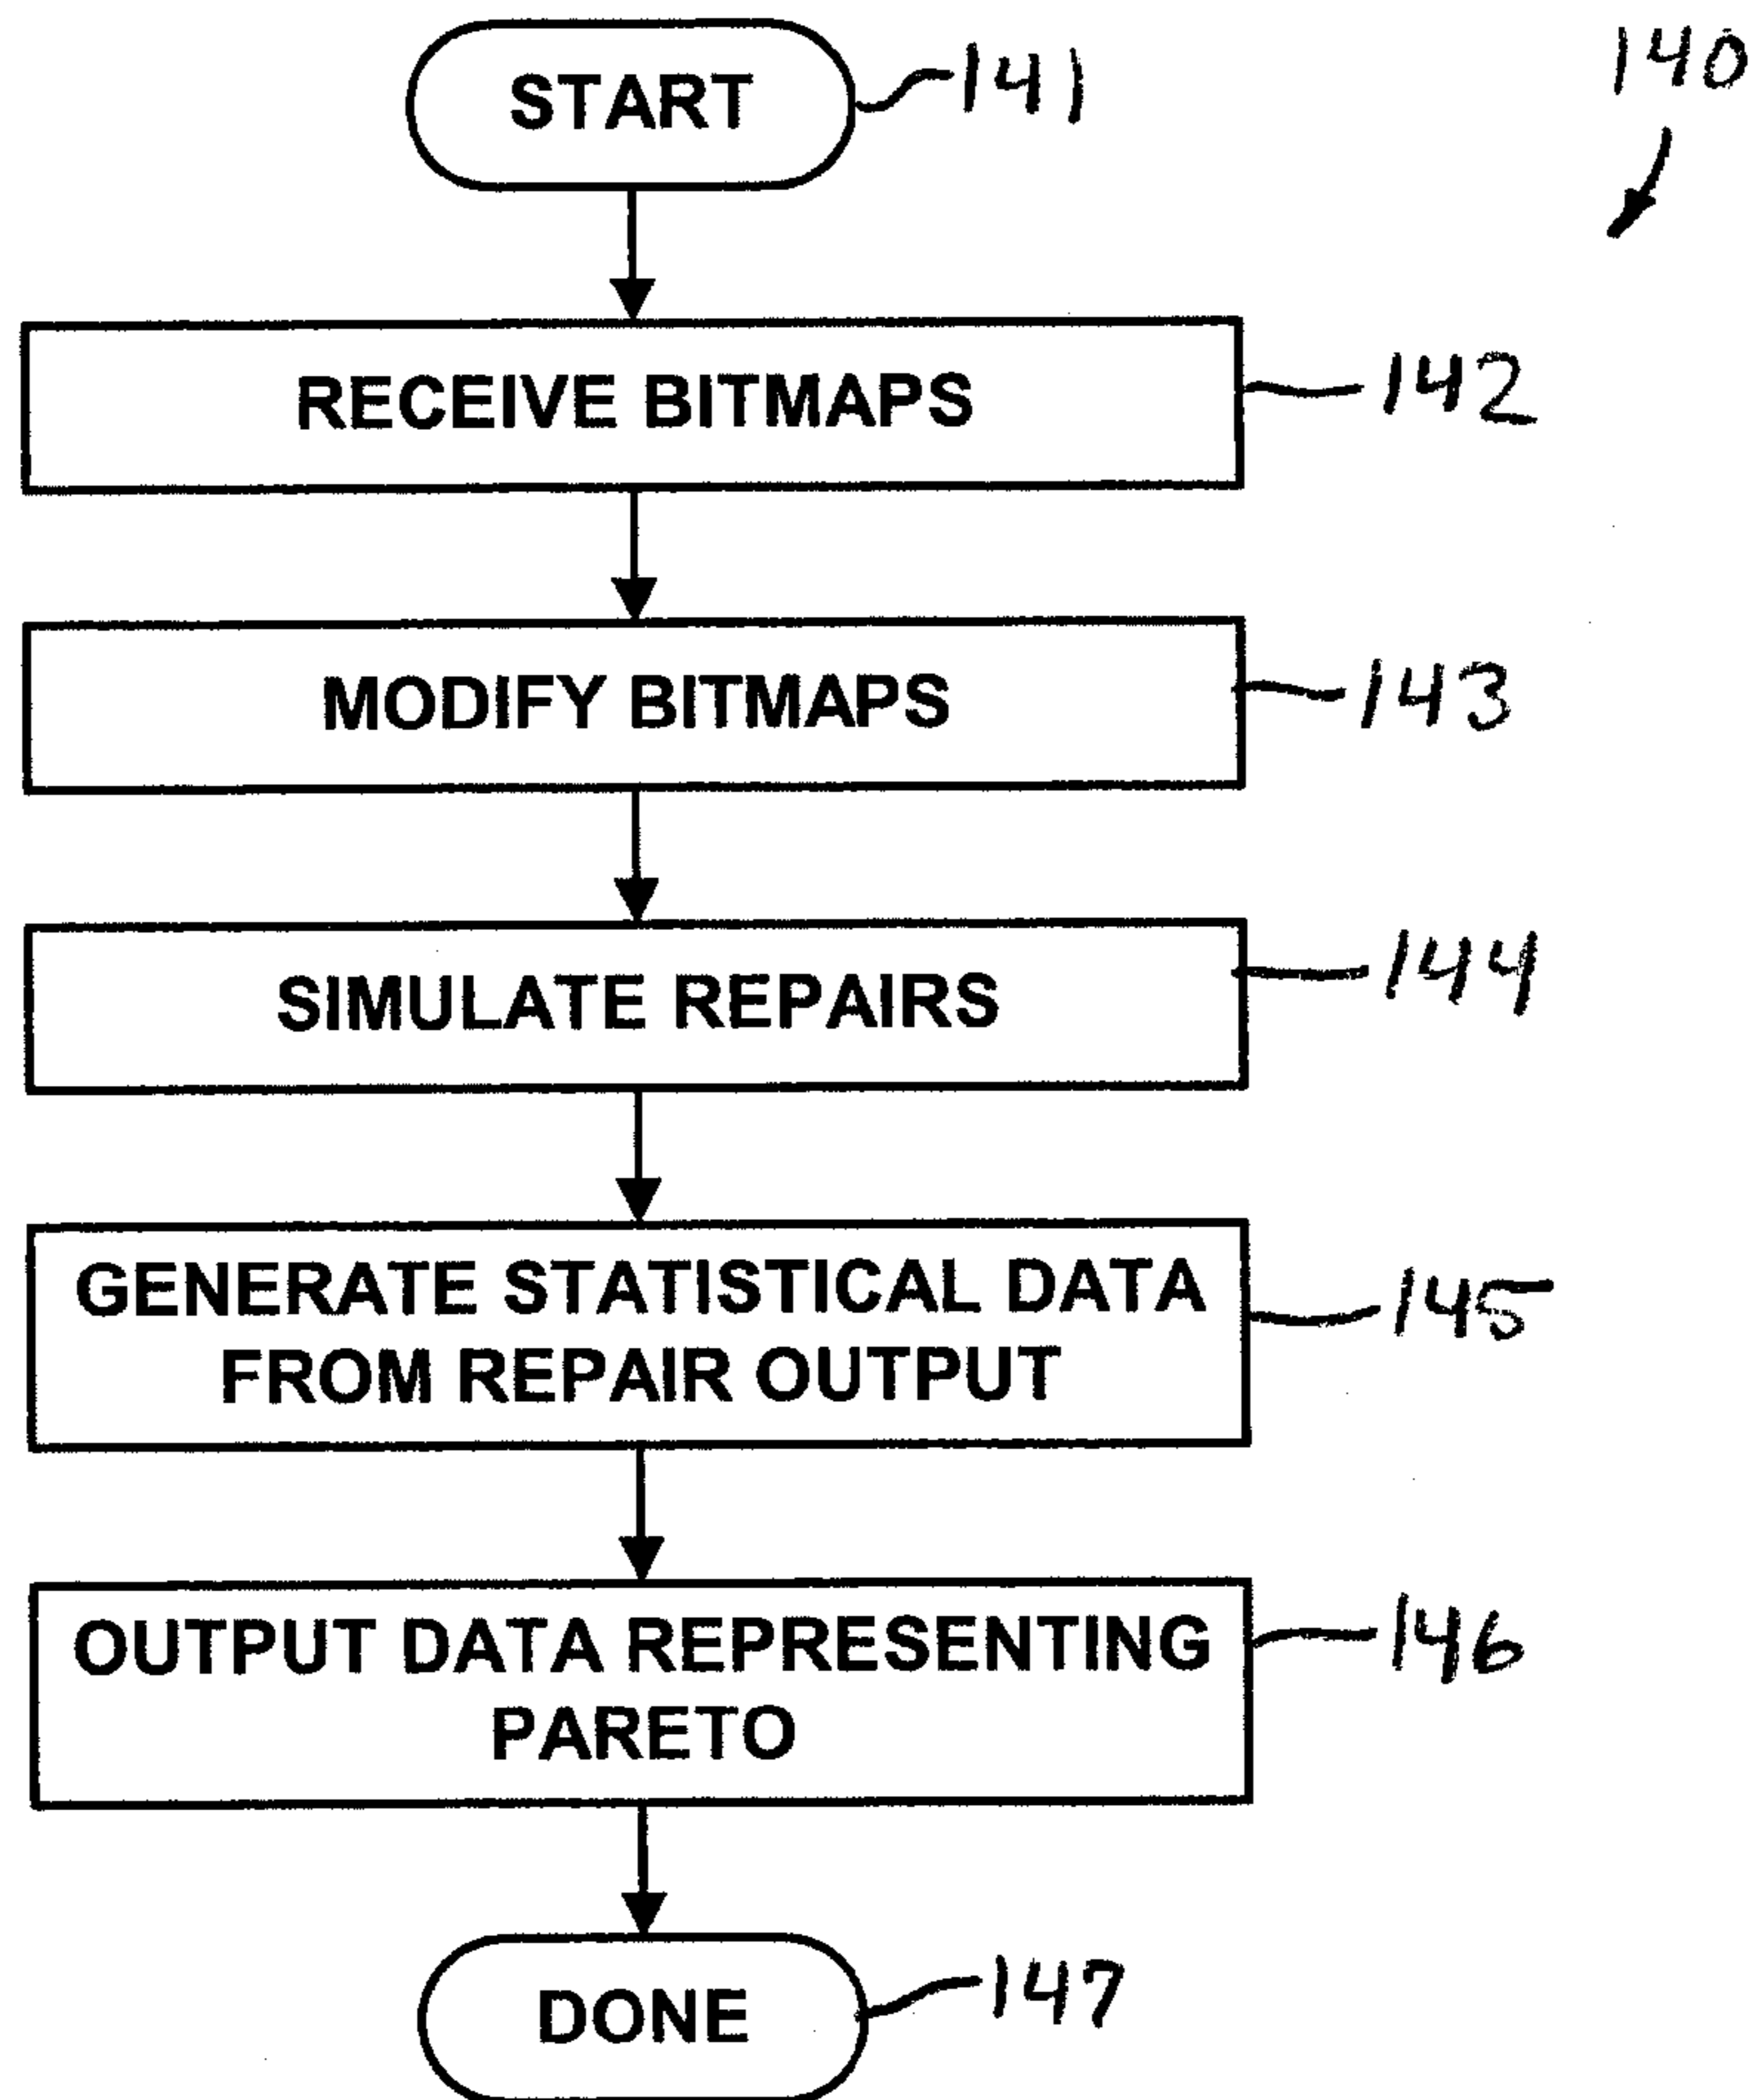 START
141
140
RECEIVE BITMAPS
142
MODIFY BITMAPS
143
SIMULATE REPAIRS
144
GENERATE STATISTICAL DATA
FROM REPAIR OUTPUT
145
OUTPUT DATA REPRESENTING
PARETO
146
DONE
147